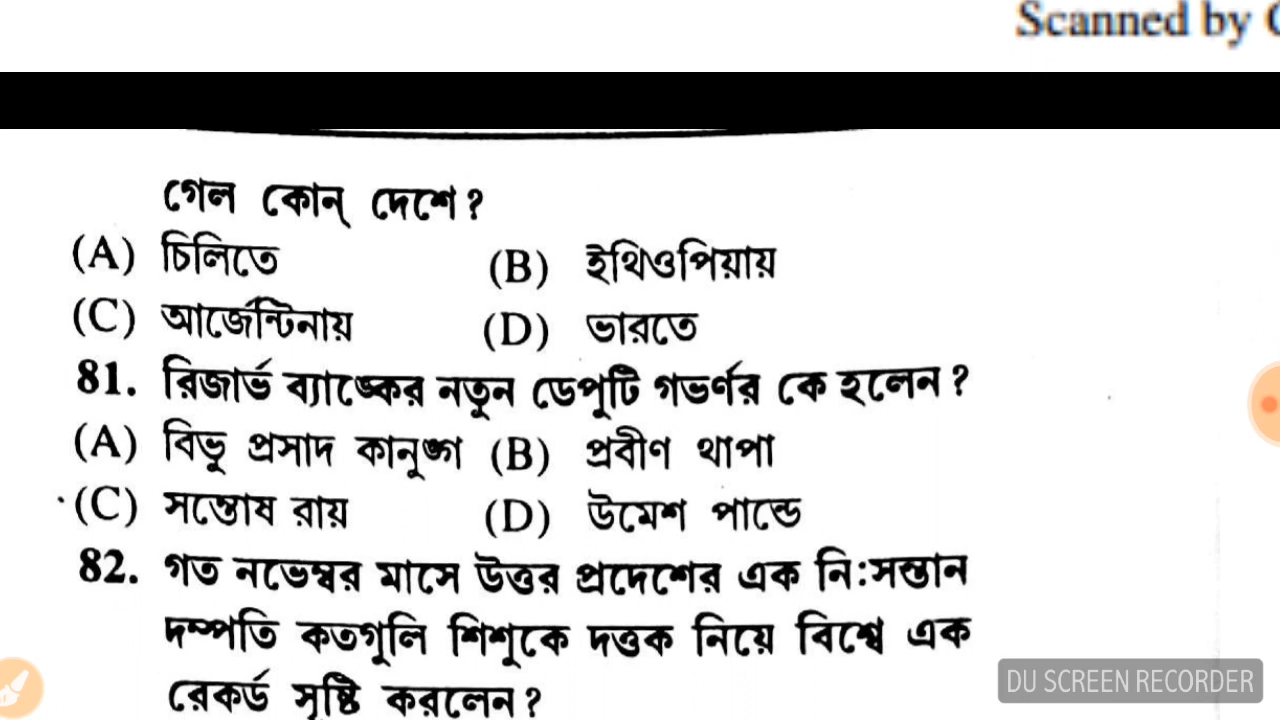 Scanned by
গেল কোন্ দেশে?
(A) চিলিতে (B) ইথিওপিয়ায়
(C) আর্জেন্টিনায় (D) ভারতে
81. রিজার্ভ ব্যাঙ্কের নতুন ডেপুটি গভর্ণর কে হলেন?
(A) বিভু প্রসাদ কানুঙ্গ (B) প্রবীণ থাপা
(C) সন্তোষ রায় (D) উমেশ পান্ডে
82. গত নভেম্বর মাসে উত্তর প্রদেশের এক নি:সন্তান
দম্পতি কতগুলি শিশুকে দত্তক নিয়ে বিশ্বে এক
রেকর্ড সৃষ্টি করলেন?
DU SCREEN RECORDER